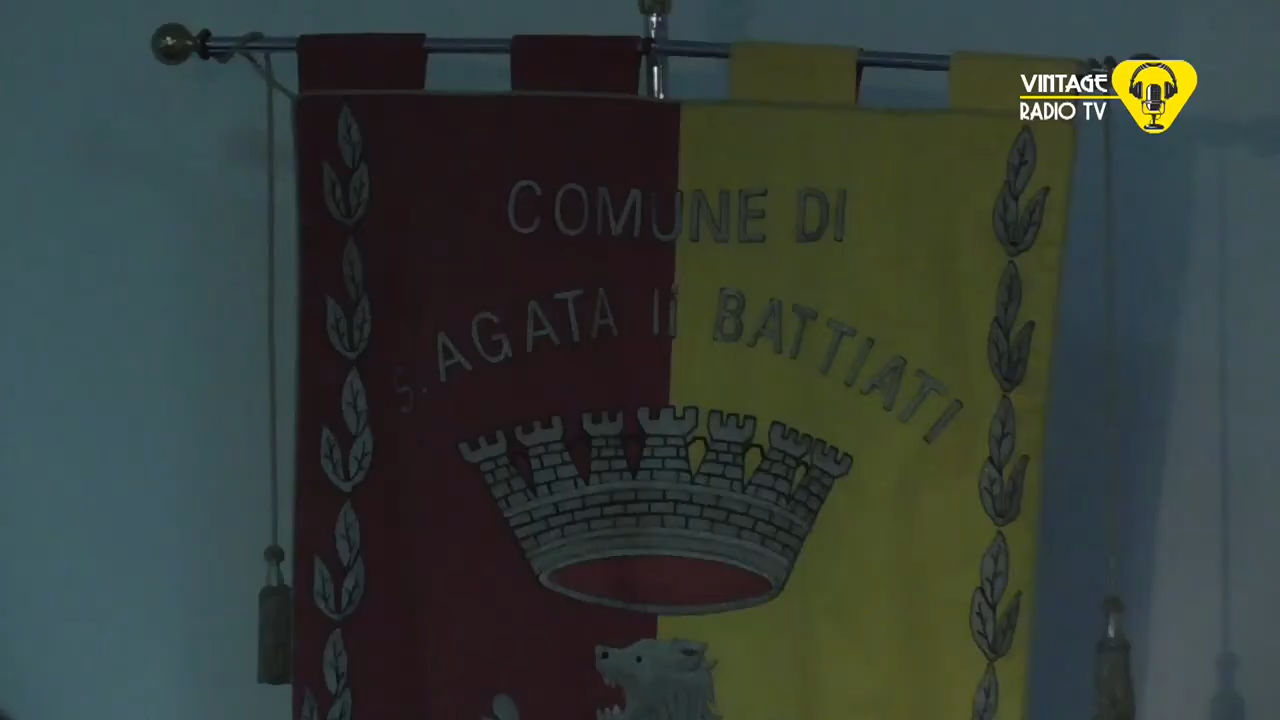 VINTAGE
RADIO TV
COMUNE DI
S. AGATA li BATTIATI